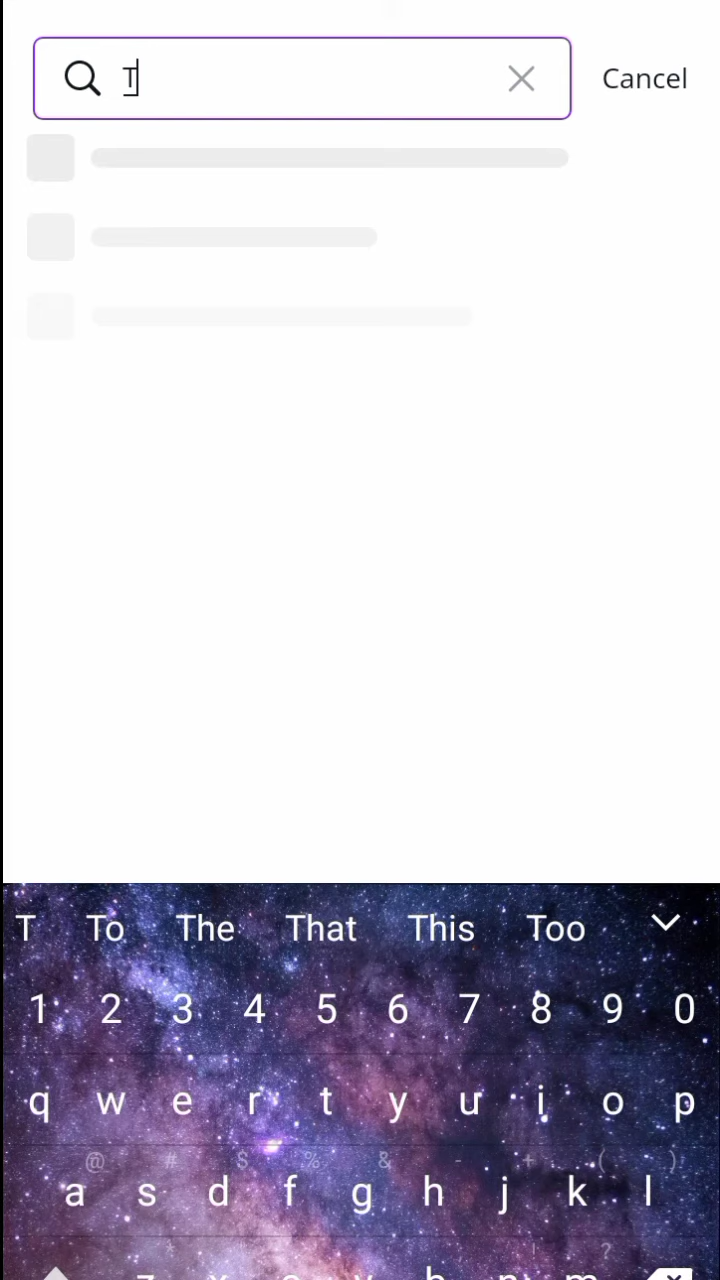 T Cancel
T To The That This Too
1 2 3 4 5 6 7 8 9 0
q w e r t y u i o p
@ # $ % & - + ( )
a s d f g h j k l
z x c v b n m